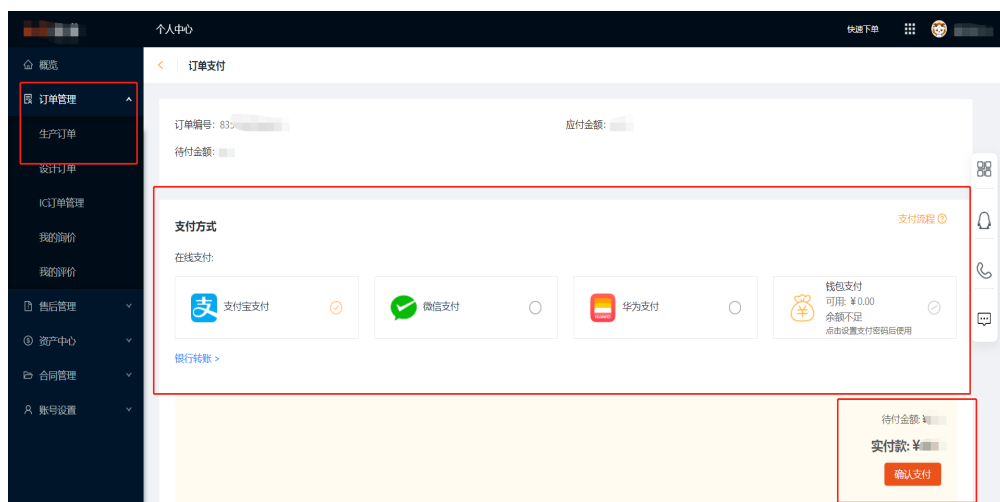 个人中心
快速下单
概览
订单管理
生产订单
设计订单
IC订单管理
我的询价
我的评价
售后管理
资产中心
合同管理
账号设置
订单支付
订单编号: 835
应付金额:
待付金额:
支付方式
支付流程
在线支付:
支付宝支付
微信支付
HUAWEI
华为支付
钱包支付
可用: ¥0.00
余额不足
点击设置支付密码后使用
银行转账 >
待付金额: ¥
实付款: ¥
确认支付